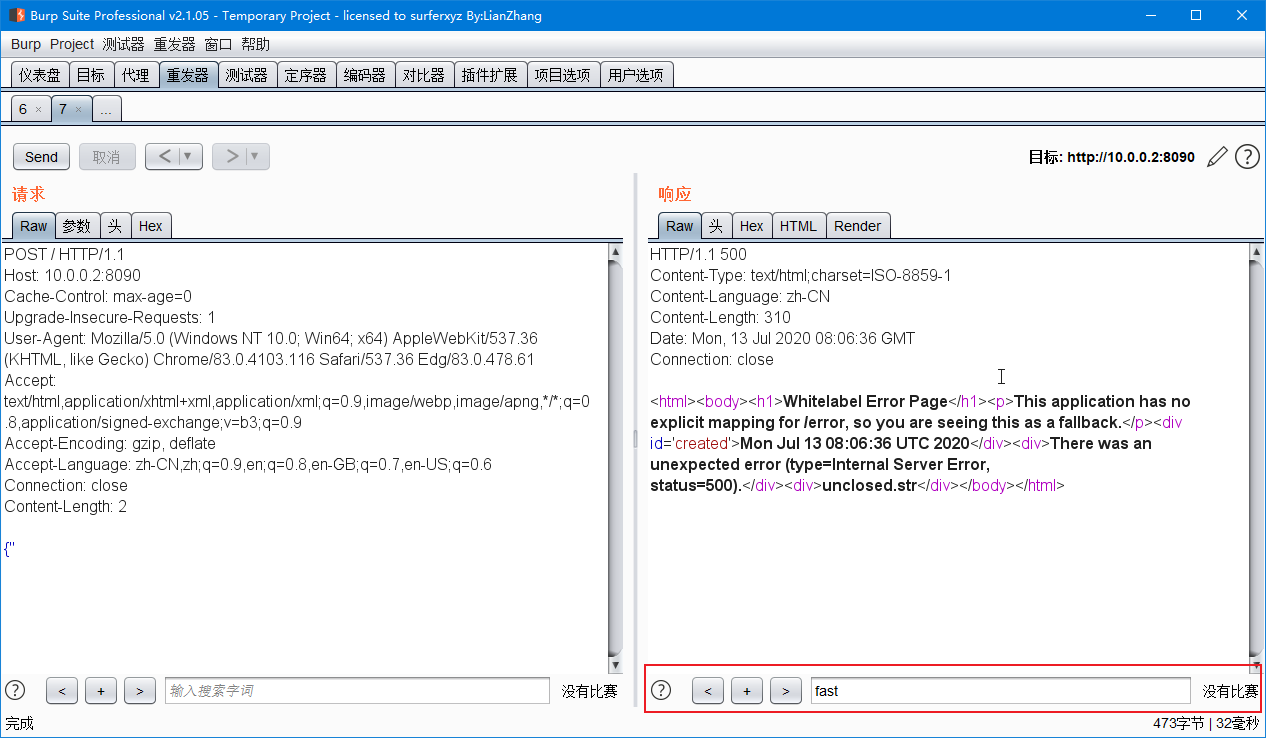 Burp Suite Professional v2.1.05 - Temporary Project - licensed to surferxyz By:LianZhang
Burp Project 测试器 重发器 窗口 帮助
仪表盘 目标 代理 重发器 测试器 定序器 编码器 对比器 插件扩展 项目选项 用户选项
6 × 7 × ...
Send 取消 < > 目标: http://10.0.0.2:8090 ?
请求
Raw 参数 头 Hex
POST / HTTP/1.1
Host: 10.0.0.2:8090
Cache-Control: max-age=0
Upgrade-Insecure-Requests: 1
User-Agent: Mozilla/5.0 (Windows NT 10.0; Win64; x64) AppleWebKit/537.36
(KHTML, like Gecko) Chrome/83.0.4103.116 Safari/537.36 Edg/83.0.478.61
Accept:
text/html,application/xhtml+xml,application/xml;q=0.9,image/webp,image/apng,*/*;q=0
.8,application/signed-exchange;v=b3;q=0.9
Accept-Encoding: gzip, deflate
Accept-Language: zh-CN,zh;q=0.9,en;q=0.8,en-GB;q=0.7,en-US;q=0.6
Connection: close
Content-Length: 2
{"
? < + > 输入搜索字词 没有比赛
响应
Raw 头 Hex HTML Render
HTTP/1.1 500
Content-Type: text/html;charset=ISO-8859-1
Content-Language: zh-CN
Content-Length: 310
Date: Mon, 13 Jul 2020 08:06:36 GMT
Connection: close
<html><body><h1>Whitelabel Error Page</h1><p>This application has no
explicit mapping for /error, so you are seeing this as a fallback.</p><div
id='created'>Mon Jul 13 08:06:36 UTC 2020</div><div>There was an
unexpected error (type=Internal Server Error,
status=500).</div><div>unclosed.str</div></body></html>
? < + > fast 没有比赛
完成 473字节 | 32毫秒